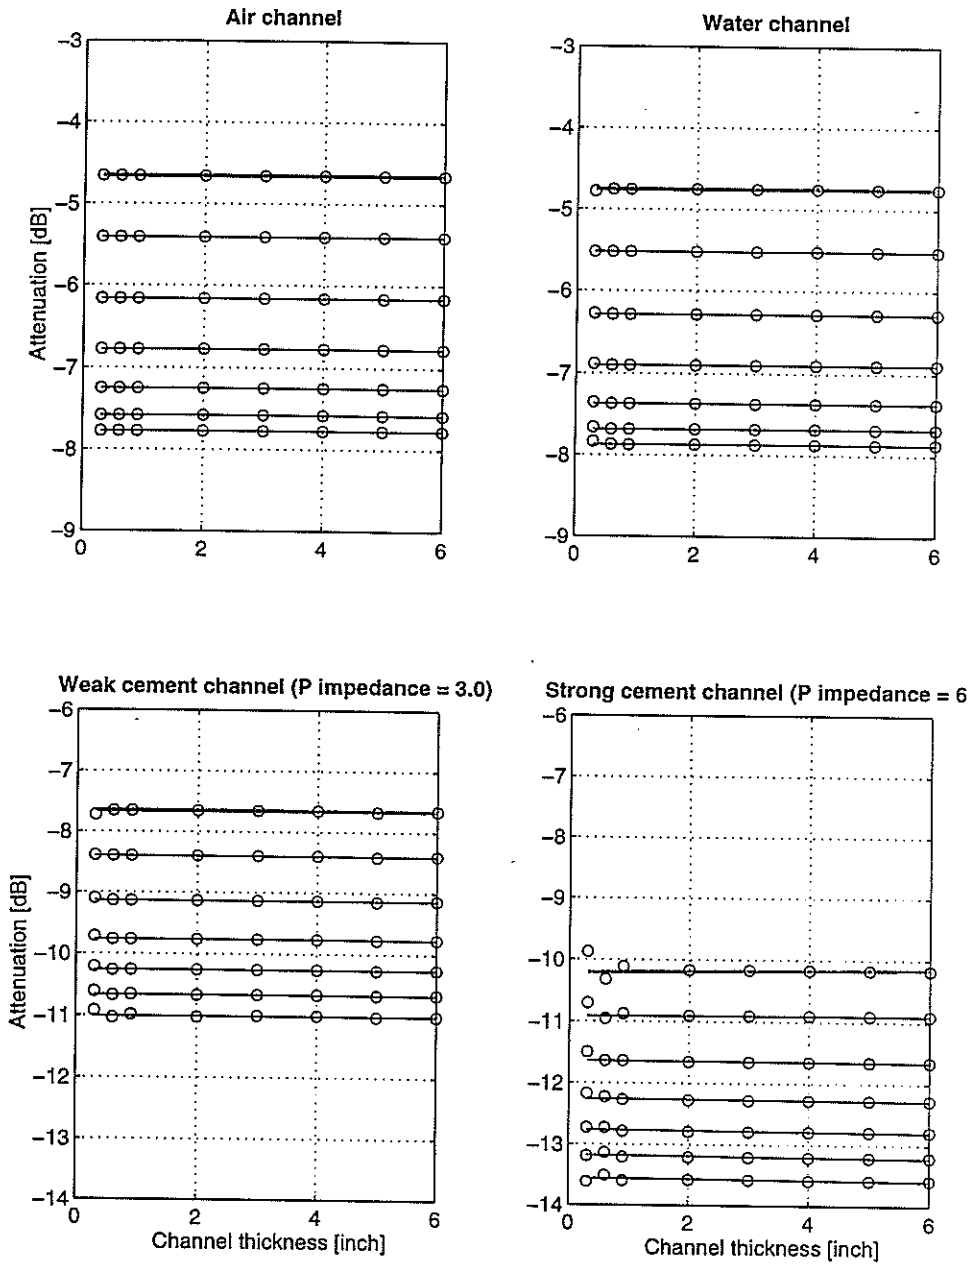 Air channel
−3
−4
−5
−6
−7
−8
−9
Attenuation [dB]
0 2 4 6
Water channel
−3
−4
−5
−6
−7
−8
−9
0 2 4 6
Weak cement channel (P impedance = 3.0)
−6
−7
−8
−9
−10
−11
−12
−13
−14
Attenuation [dB]
0 2 4 6
Channel thickness [inch]
Strong cement channel (P impedance = 6
−6
−7
−8
−9
−10
−11
−12
−13
−14
0 2 4 6
Channel thickness [inch]